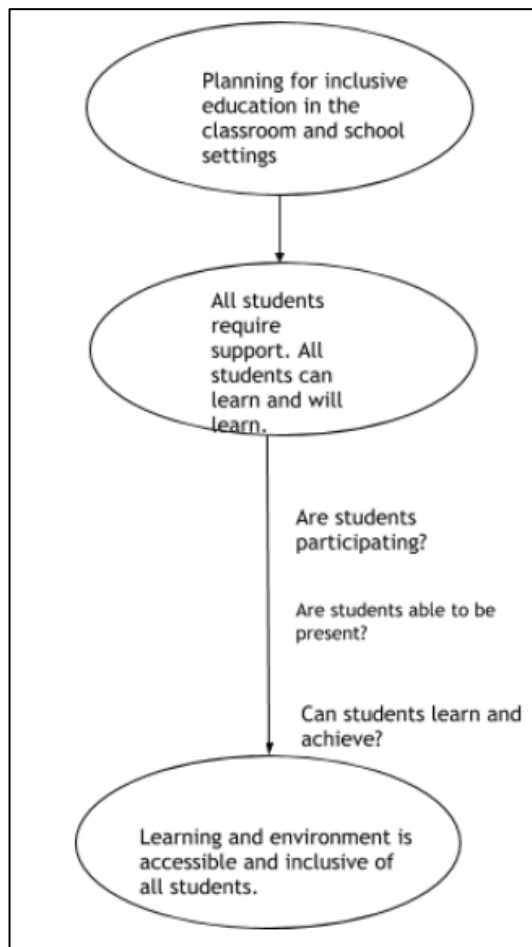 Planning for inclusive
education in the
classroom and school
settings
All students
require
support. All
students can
learn and will
learn.
Are students
participating?
Are students able to be
present?
Can students learn and
achieve?
Learning and environment is
accessible and inclusive of
all students.